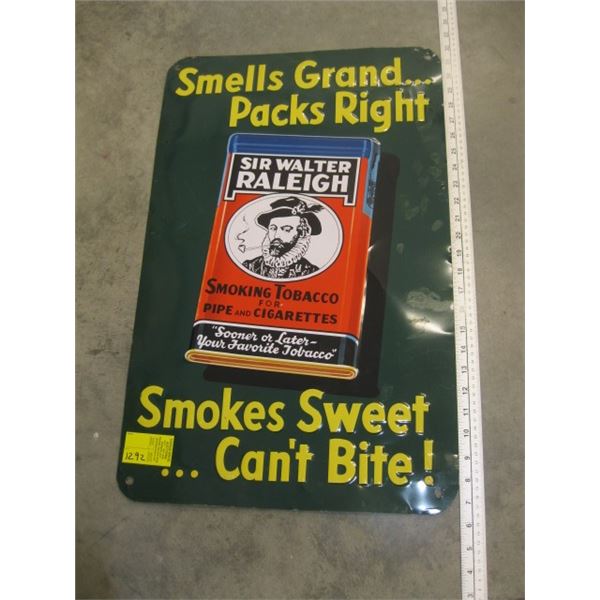 Smells Grand...
Packs Right
SIR WALTER
RALEIGH
SMOKING TOBACCO
FOR
PIPE AND CIGARETTES
"Sooner or Later-
Your Favorite Tobacco"
Smokes Sweet
... Can't Bite!
1292